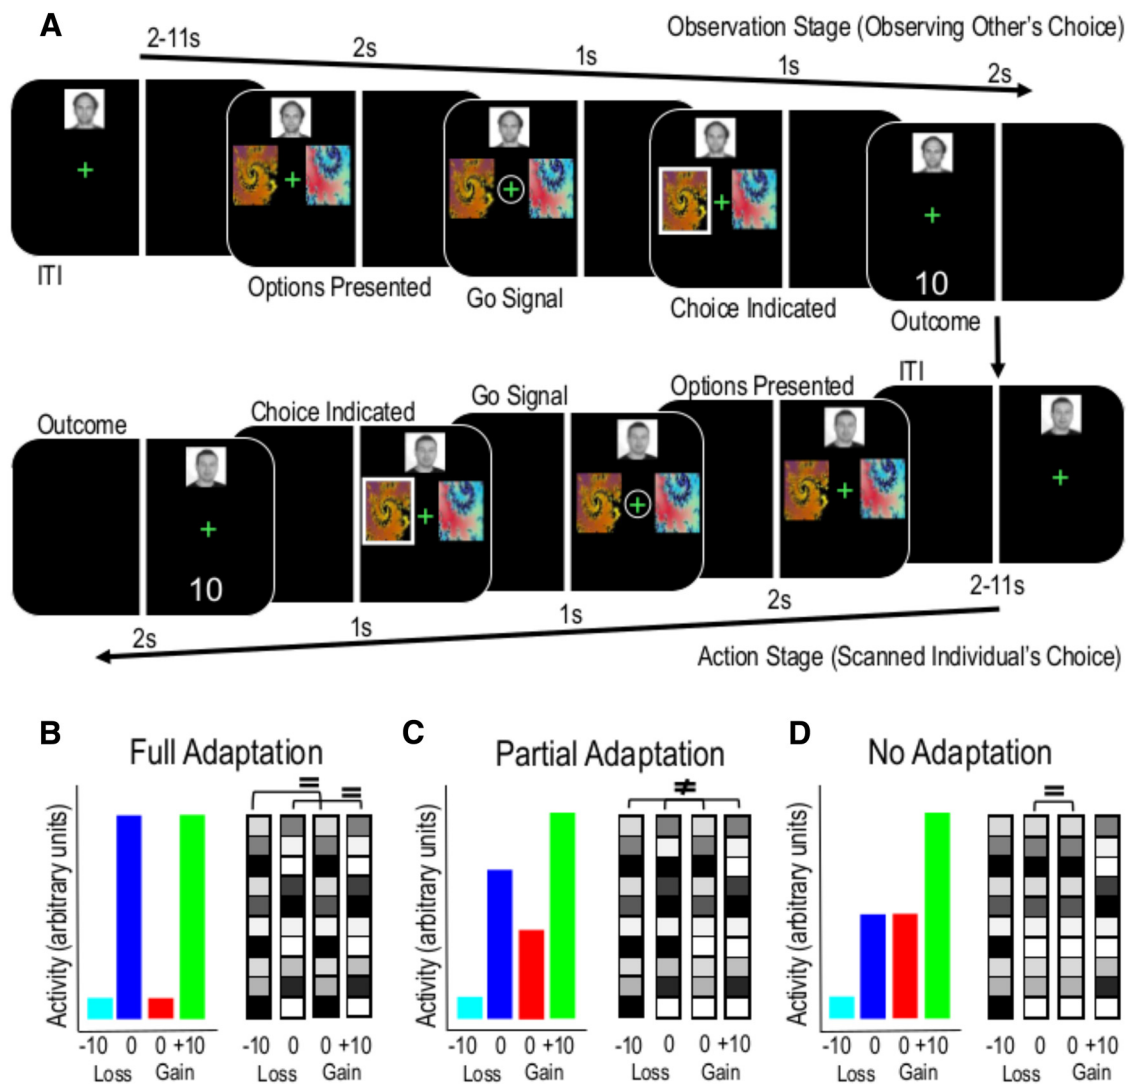 A
Observation Stage (Observing Other's Choice)
2-11s
2s
1s
1s
2s
10
ITI
Options Presented
Go Signal
Choice Indicated
Outcome
ITI
Options Presented
Go Signal
Choice Indicated
Outcome
10
2-11s
2s
1s
1s
2s
Action Stage (Scanned Individual's Choice)
B
Full Adaptation
Activity (arbitrary units)
= =
-10 0 0 +10
Loss Gain
-10 0 0 +10
Loss Gain
C
Partial Adaptation
Activity (arbitrary units)
≠
-10 0 0 +10
Loss Gain
-10 0 0 +10
Loss Gain
D
No Adaptation
Activity (arbitrary units)
=
-10 0 0 +10
Loss Gain
-10 0 0 +10
Loss Gain